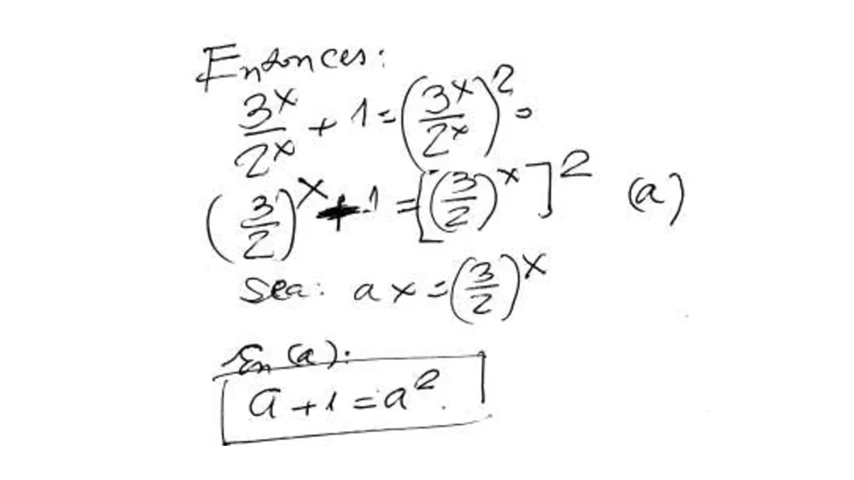 Entonces:
3^x/2^x + 1 = (3^x/2^x)^2.
(3/2)^x + 1 = [(3/2)^x]^2 (a)
Sea: ax = (3/2)^x
En (a):
a + 1 = a^2.